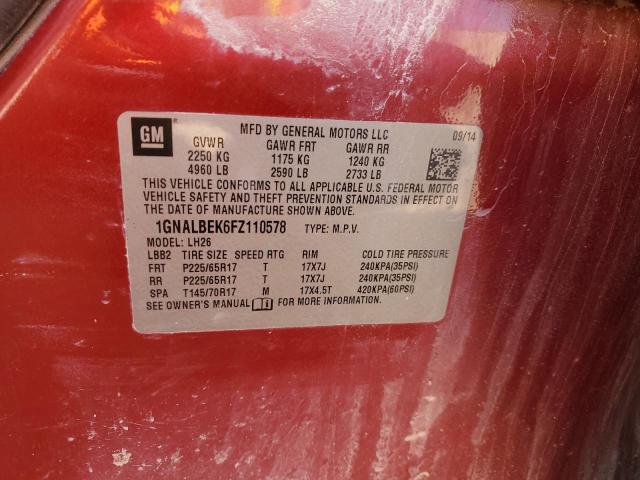 GM
MFD BY GENERAL MOTORS LLC
09/14
GVWR GAWR FRT GAWR RR
2250 KG 1175 KG 1240 KG
4960 LB 2590 LB 2733 LB
THIS VEHICLE CONFORMS TO ALL APPLICABLE U.S. FEDERAL MOTOR
VEHICLE SAFETY AND THEFT PREVENTION STANDARDS IN EFFECT ON
THE DATE OF MANUFACTURE SHOWN ABOVE.
1GNALBEK6FZ110578 TYPE: M.P.V.
MODEL: LH26
LBB2 TIRE SIZE SPEED RTG RIM COLD TIRE PRESSURE
FRT P225/65R17 T 17X7J 240KPA(35PSI)
RR P225/65R17 T 17X7J 240KPA(35PSI)
SPA T145/70R17 M 17X4.5T 420KPA(60PSI)
SEE OWNER'S MANUAL FOR MORE INFORMATION.